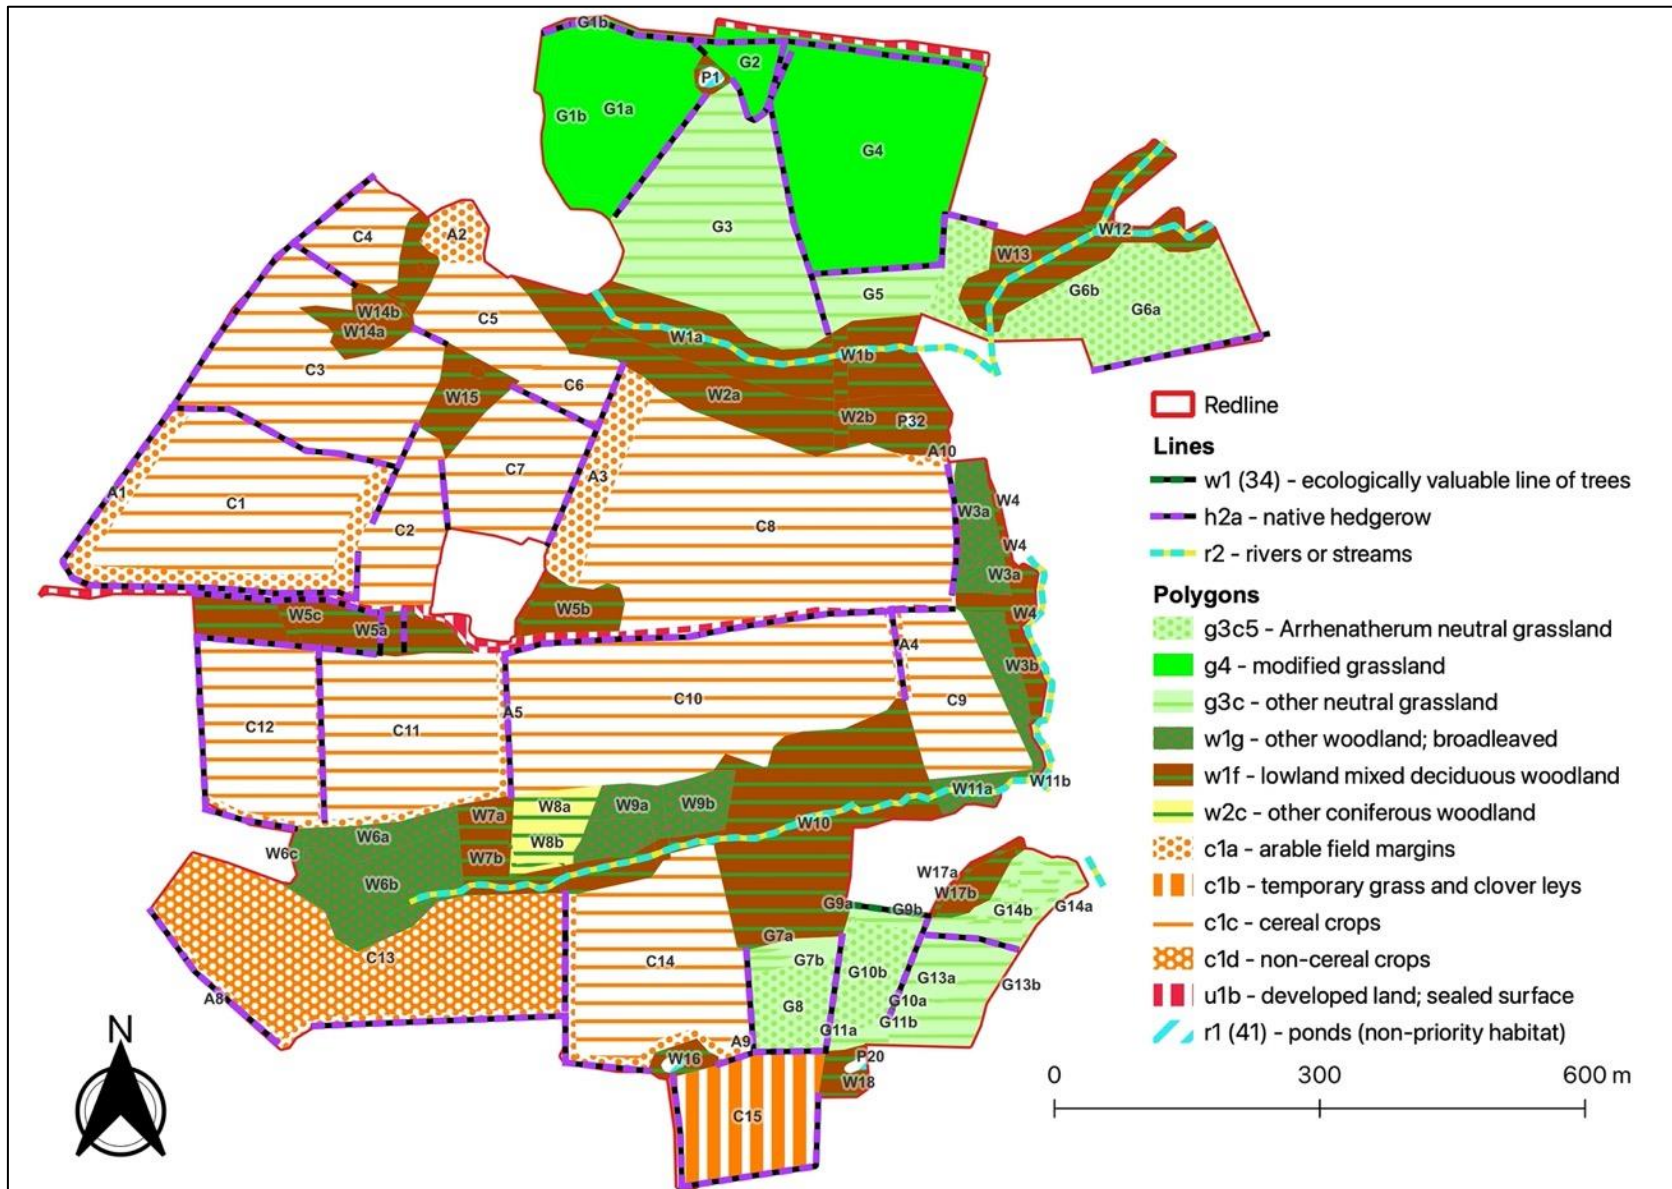 G1b
G2
P1
G1a
G1b
G4
G3
C4
A2
W12
W13
G5
G6b
G6a
W14b
W14a
C5
W1a
W1b
C3
C6
W15
W2a
W2b
P32
A10
C7
A3
A1
C1
C2
C8
W4
W3a
W4
W3a
W5c
W5a
W5b
W4
A4
W3b
C12
C11
A5
C10
C9
W11a
W11b
W7a
W8a
W9a
W9b
W10
W6a
W6c
W7b
W8b
W6b
W17a
W17b
G9a
G9b
G14b
G14a
G7a
C13
C14
G7b
G10b
G13a
G13b
A8
G8
G10a
G11b
G11a
A9
W16
P20
W18
C15
Redline
Lines
w1 (34) - ecologically valuable line of trees
h2a - native hedgerow
r2 - rivers or streams
Polygons
g3c5 - Arrhenatherum neutral grassland
g4 - modified grassland
g3c - other neutral grassland
w1g - other woodland; broadleaved
w1f - lowland mixed deciduous woodland
w2c - other coniferous woodland
c1a - arable field margins
c1b - temporary grass and clover leys
c1c - cereal crops
c1d - non-cereal crops
u1b - developed land; sealed surface
r1 (41) - ponds (non-priority habitat)
0 300 600 m
N